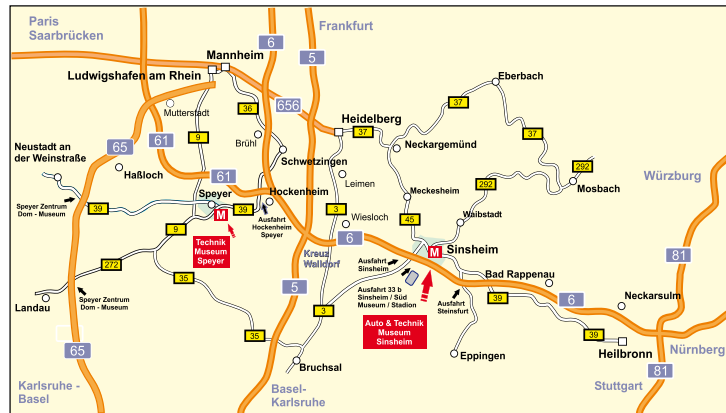 Paris
Saarbrücken
Frankfurt
6
5
Mannheim
Ludwigshafen am Rhein
Eberbach
65
61
Mutterstadt
9
36
656
Heidelberg
37
37
37
Brühl
Neckargemünd
Neustadt an
der Weinstraße
Haßloch
61
Schwetzingen
292
Würzburg
Leimen
Meckesheim
292
Mosbach
Speyer
Hockenheim
Speyer Zentrum
Dom - Museum
39
39
M
Ausfahrt
Hockenheim
Speyer
3
Wiesloch
45
Waibstadt
9
Technik
Museum
Speyer
Kreuz
Walldorf
6
M
Sinsheim
81
272
35
5
Ausfahrt
Sinsheim
Ausfahrt 33 b
Sinsheim / Süd
Museum / Stadion
Bad Rappenau
Ausfahrt
Steinsfurt
39
6
Neckarsulm
Landau
Speyer Zentrum
Dom - Museum
3
Auto & Technik
Museum
Sinsheim
35
39
65
Bruchsal
Eppingen
Heilbronn
Nürnberg
81
Karlsruhe -
Basel
Basel-
Karlsruhe
Stuttgart